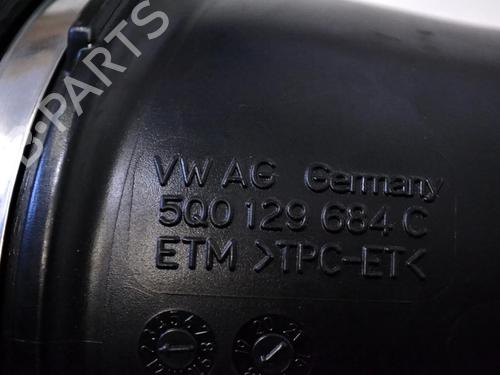 B-PARTS
VW AG Germany
5Q0 129 684 C
ETM >TPC-ET<